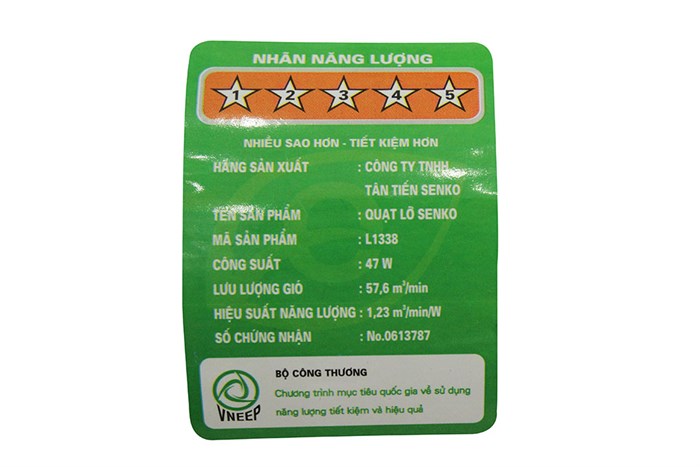 NHÃN NĂNG LƯỢNG
1 2 3 4 5
NHIỀU SAO HƠN - TIẾT KIỆM HƠN
HÃNG SẢN XUẤT : CÔNG TY TNHH
TÂN TIẾN SENKO
TÊN SẢN PHẨM : QUẠT LỠ SENKO
MÃ SẢN PHẨM : L1338
CÔNG SUẤT : 47 W
LƯU LƯỢNG GIÓ : 57,6 m³/min
HIỆU SUẤT NĂNG LƯỢNG : 1,23 m³/min/W
SỐ CHỨNG NHẬN : No.0613787
BỘ CÔNG THƯƠNG
Chương trình mục tiêu quốc gia về sử dụng
năng lượng tiết kiệm và hiệu quả
VNEEP